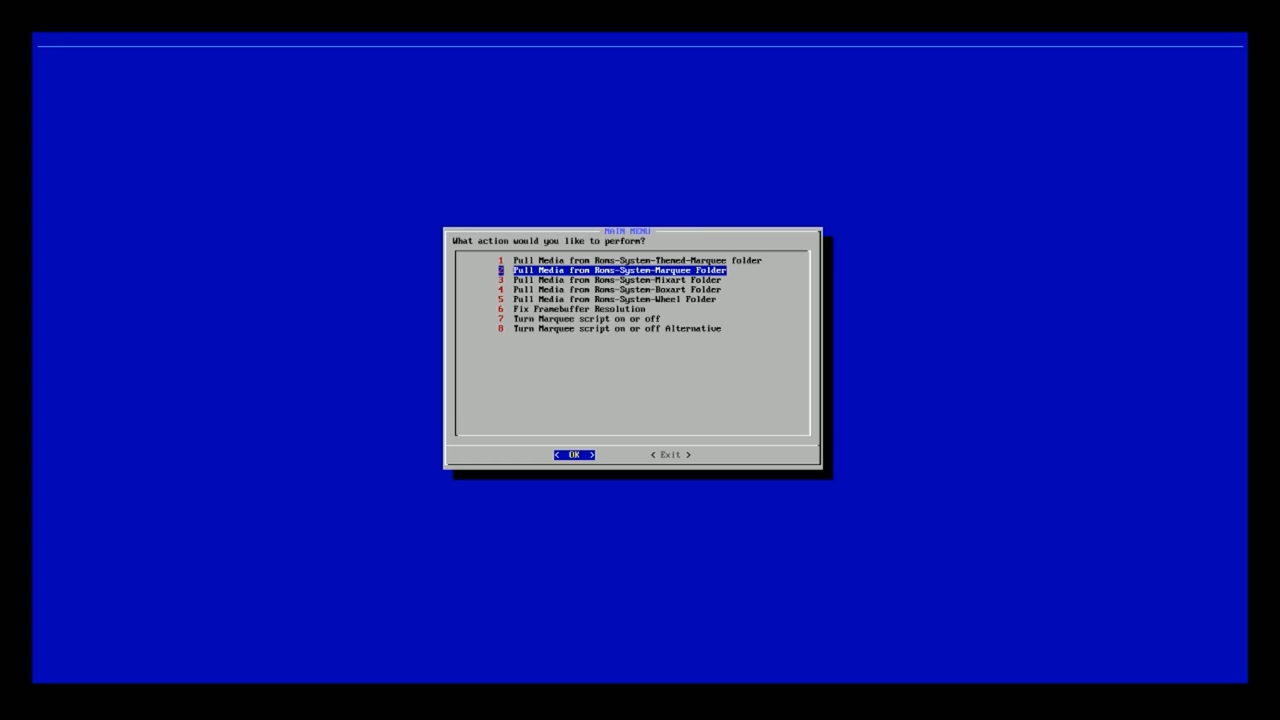 MAIN MENU
What action would you like to perform?
1 Pull Media from Roms-System-Themed-Marquee folder
2 Pull Media from Roms-System-Marquee Folder
3 Pull Media from Roms-System-Mixart Folder
4 Pull Media from Roms-System-Boxart Folder
5 Pull Media from Roms-System-Wheel Folder
6 Fix Framebuffer Resolution
7 Turn Marquee script on or off
8 Turn Marquee script on or off Alternative
< OK > < Exit >